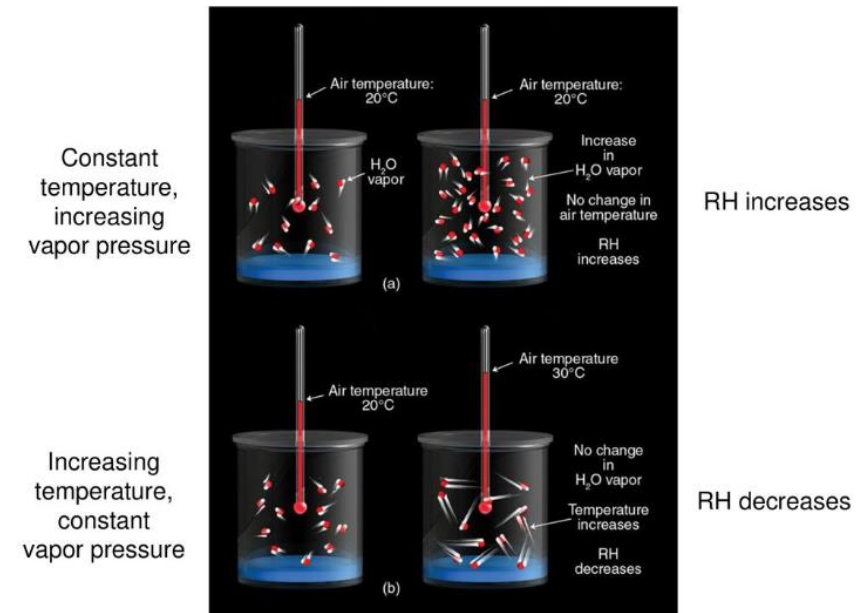 Constant
temperature,
increasing
vapor pressure
Air temperature:
20°C
H₂O
vapor
Air temperature:
20°C
Increase
in
H₂O vapor
No change in
air temperature
RH
increases
(a)
RH increases
Increasing
temperature,
constant
vapor pressure
Air temperature
20°C
Air temperature
30°C
No change
in
H₂O vapor
Temperature
increases
RH
decreases
(b)
RH decreases